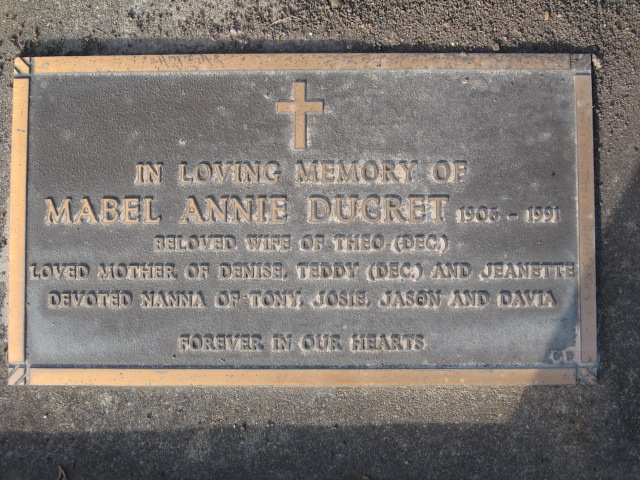 IN LOVING MEMORY OF
MABEL ANNIE DUCRET 1905 - 1991
BELOVED WIFE OF THEO (DEC.)
LOVED MOTHER OF DENISE, TEDDY (DEC.) AND JEANETTE
DEVOTED NANNA OF TONY, JOSIE, JASON AND DAVIA
FOREVER IN OUR HEARTS